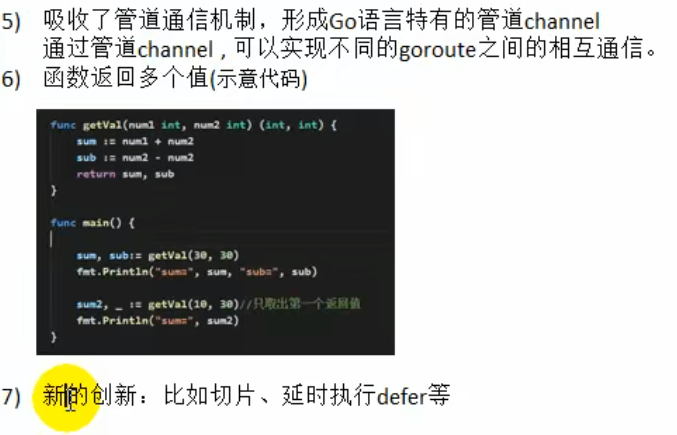 5) 吸收了管道通信机制，形成Go语言特有的管道channel
通过管道channel , 可以实现不同的goroute之间的相互通信。
6) 函数返回多个值(示意代码)
func getVal(num1 int, num2 int) (int, int) {
sum := num1 + num2
sub := num2 - num2
return sum, sub
}
func main() {
sum, sub:= getVal(30, 30)
fmt.Println("sum=", sum, "sub=", sub)
sum2, _ := getVal(10, 30)//只取出第一个返回值
fmt.Println("sum=", sum2)
}
7) 新的创新：比如切片、延时执行defer等